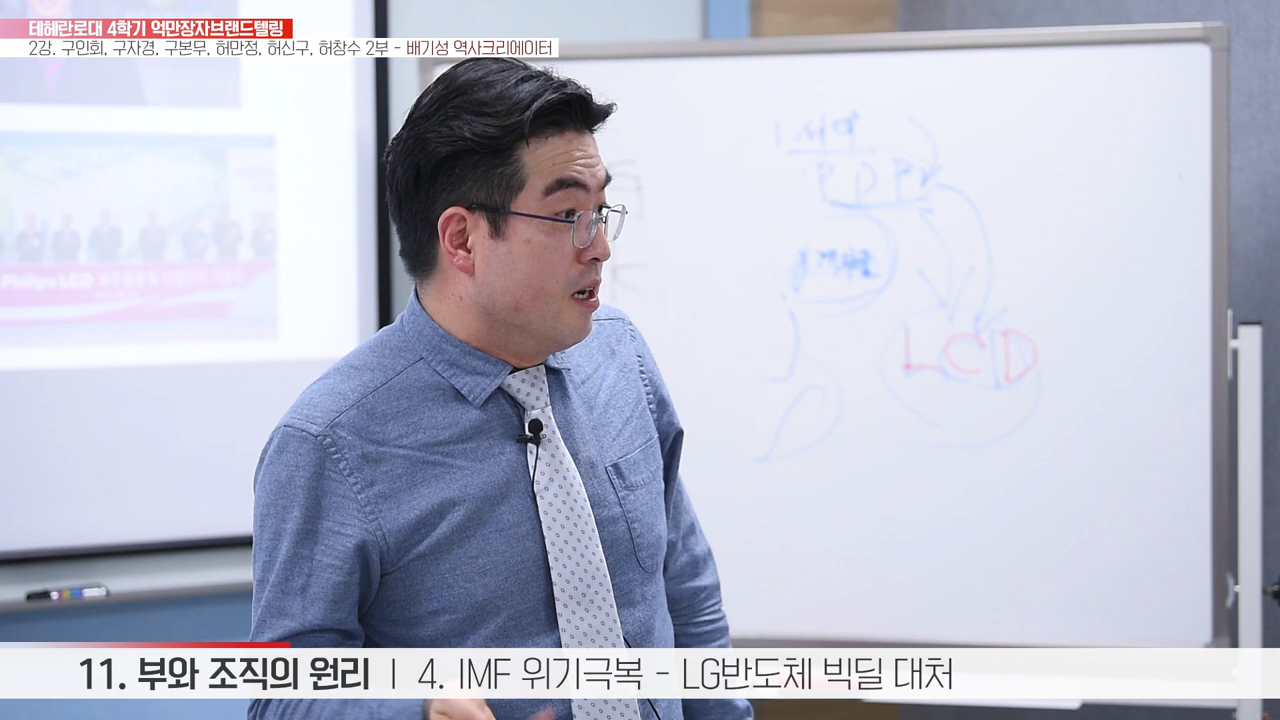 테헤란로대 4학기 억만장자브랜드텔링
2강. 구인회, 구자경, 구본무, 허만정, 허신구, 허창수 2부 - 배기성 역사크리에이터
PDP
Philips LCD
LCD
11. 부와 조직의 원리 | 4. IMF 위기극복 - LG반도체 빅딜 대처